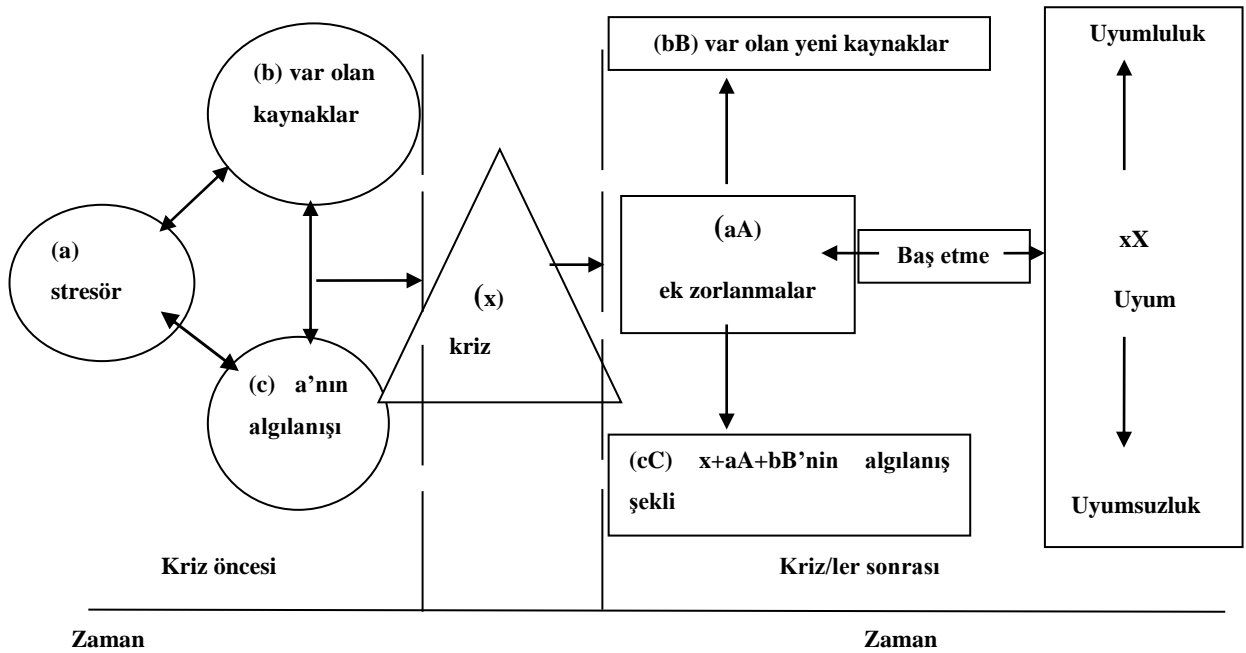 (b) var olan
kaynaklar
(a)
stresör
(c) a’nın
algılanışı
(x)
kriz
(bB) var olan yeni kaynaklar
(aA)
ek zorlanmalar
(cC) x+aA+bB’nin algılanış
şekli
Baş etme
Uyumluluk
xX
Uyum
Uyumsuzluk
Kriz öncesi
Kriz/ler sonrası
Zaman
Zaman